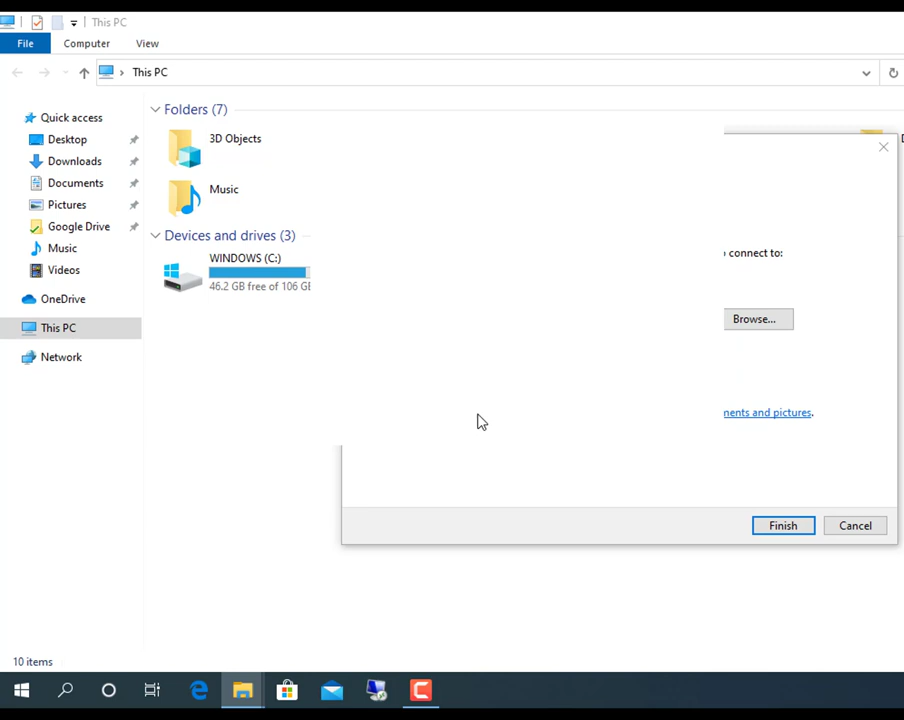 This PC
File Computer View
This PC
Quick access
Desktop
Downloads
Documents
Pictures
Google Drive
Music
Videos
OneDrive
This PC
Network
Folders (7)
3D Objects
Music
Devices and drives (3)
WINDOWS (C:)
46.2 GB free of 106 GB
connect to:
Browse...
and pictures.
Finish Cancel
10 items